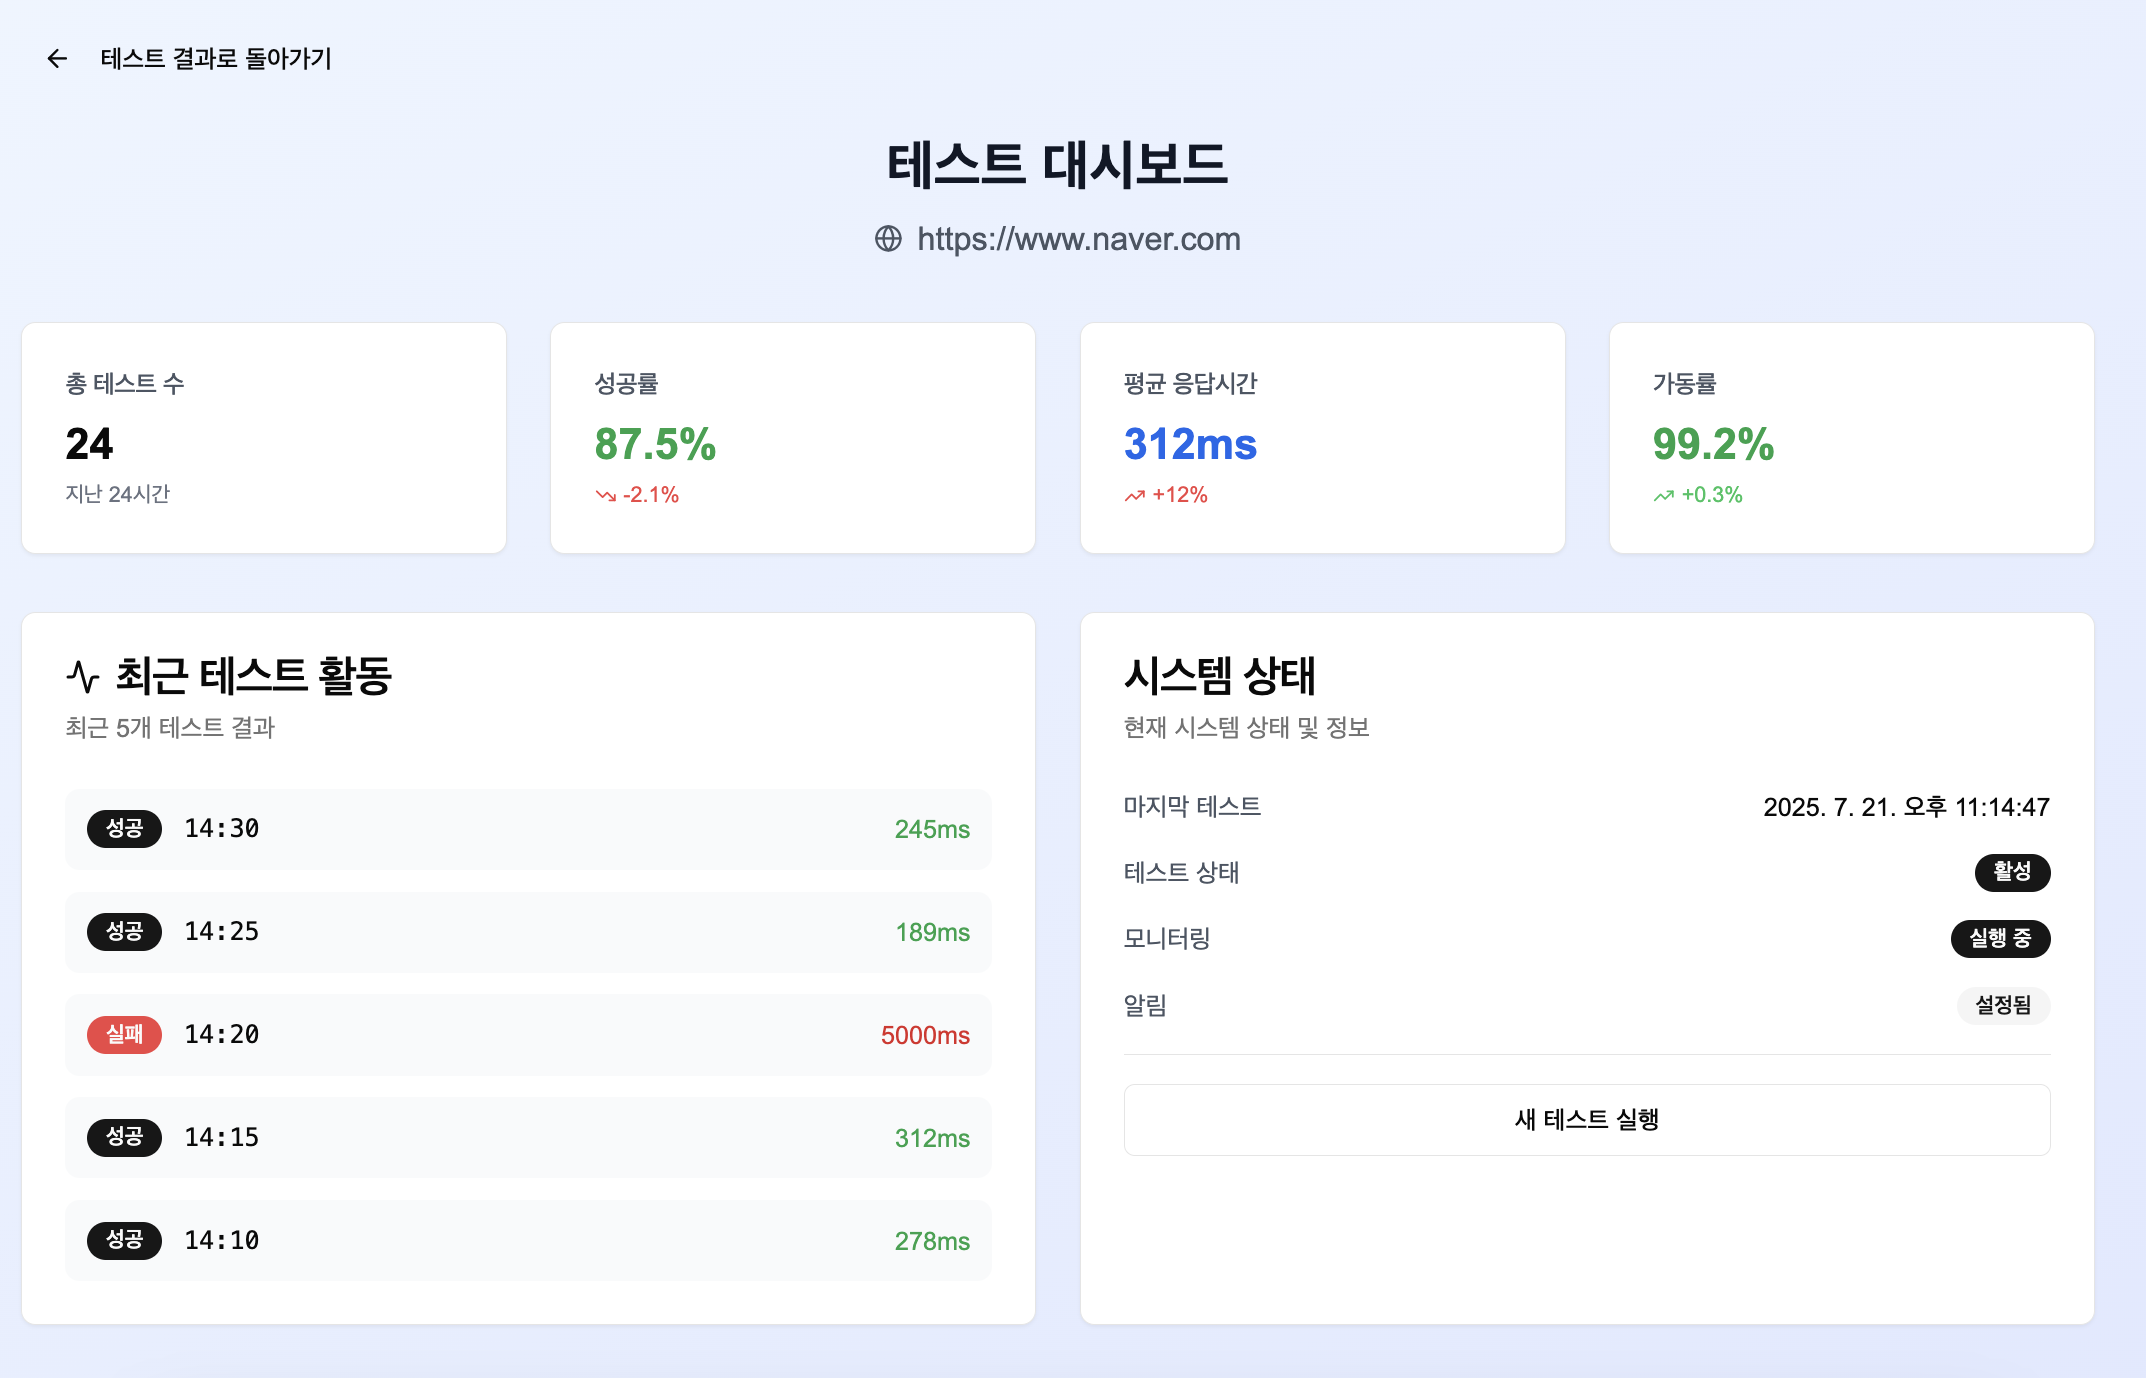 테스트 결과로 돌아가기
테스트 대시보드
https://www.naver.com
총 테스트 수
24
지난 24시간
성공률
87.5%
-2.1%
평균 응답시간
312ms
+12%
가동률
99.2%
+0.3%
최근 테스트 활동
최근 5개 테스트 결과
성공 14:30 245ms
성공 14:25 189ms
실패 14:20 5000ms
성공 14:15 312ms
성공 14:10 278ms
시스템 상태
현재 시스템 상태 및 정보
마지막 테스트 2025. 7. 21. 오후 11:14:47
테스트 상태 활성
모니터링 실행 중
알림 설정됨
새 테스트 실행